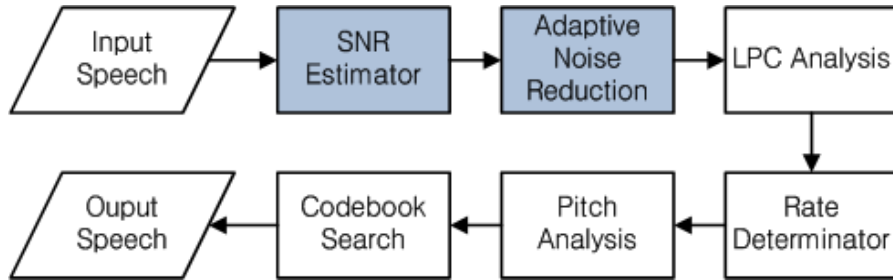 Input
Speech
SNR
Estimator
Adaptive
Noise
Reduction
LPC Analysis
Rate
Determinator
Pitch
Analysis
Codebook
Search
Ouput
Speech